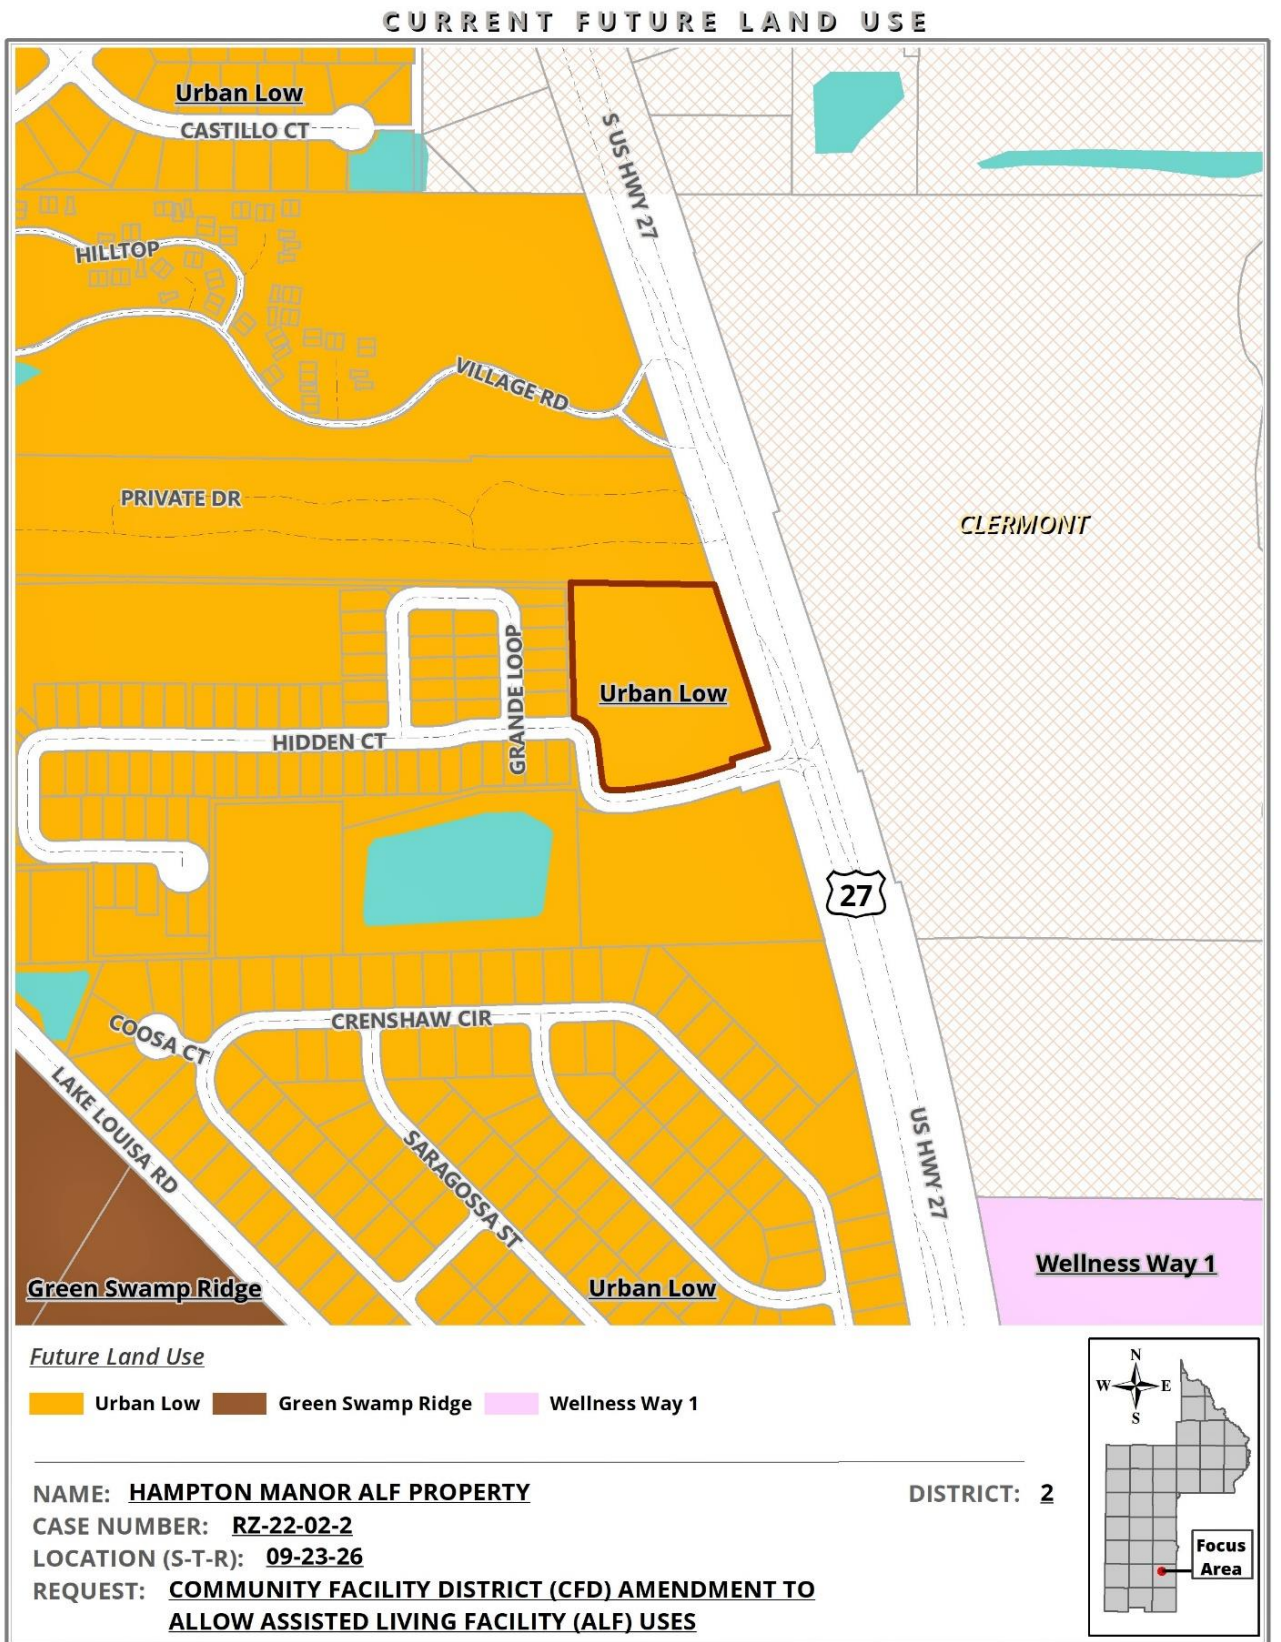 CURRENT FUTURE LAND USE
Urban Low
CASTILLO CT
S US HWY 27
HILLTOP
VILLAGE RD
PRIVATE DR
CLERMONT
GRANDE LOOP
Urban Low
HIDDEN CT
27
CRENSHAW CIR
COOSA CT
LAKE LOUISA RD
SARAGOSSA ST
US HWY 27
Wellness Way 1
Green Swamp Ridge
Urban Low
Future Land Use
Urban Low Green Swamp Ridge Wellness Way 1
N
W E
S
NAME: HAMPTON MANOR ALF PROPERTY DISTRICT: 2
CASE NUMBER: RZ-22-02-2
LOCATION (S-T-R): 09-23-26
REQUEST: COMMUNITY FACILITY DISTRICT (CFD) AMENDMENT TO
ALLOW ASSISTED LIVING FACILITY (ALF) USES
Focus
Area